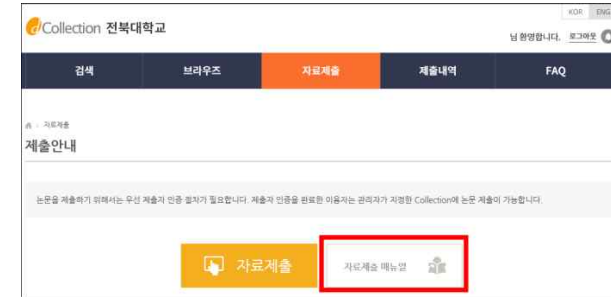 KOR ENG
dCollection 전북대학교
님 환영합니다. 로그아웃
검색 브라우즈 자료제출 제출내역 FAQ
자료제출
제출안내
논문을 제출하기 위해서는 우선 제출자 인증 절차가 필요합니다. 제출자 인증을 완료한 이용자는 관리자가 지정한 Collection에 논문 제출이 가능합니다.
자료제출 자료제출 매뉴얼